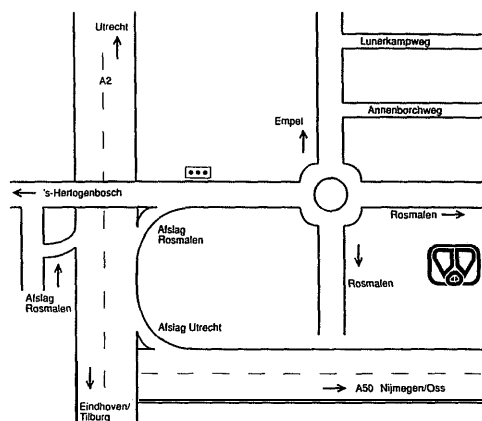 Utrecht
A2
Lunerkampweg
Annenborchweg
Empel
's-Hertogenbosch
Rosmalen
Afslag
Rosmalen
Rosmalen
Afslag
Rosmalen
Afslag Utrecht
A50 Nijmegen/Oss
Eindhoven/
Tilburg